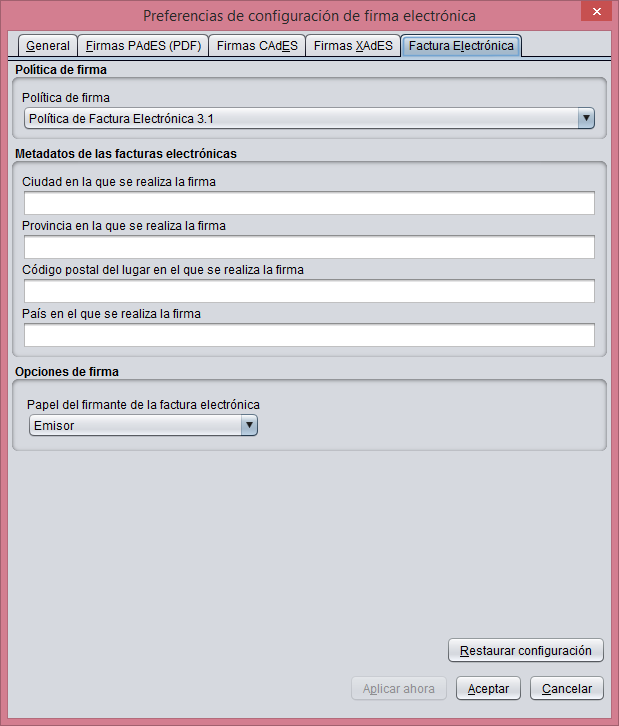 Preferencias de configuración de firma electrónica
General Firmas PAdES (PDF) Firmas CAdES Firmas XAdES Factura Electrónica
Política de firma
Política de firma
Política de Factura Electrónica 3.1
Metadatos de las facturas electrónicas
Ciudad en la que se realiza la firma
Provincia en la que se realiza la firma
Código postal del lugar en el que se realiza la firma
País en el que se realiza la firma
Opciones de firma
Papel del firmante de la factura electrónica
Emisor
Restaurar configuración
Aplicar ahora Aceptar Cancelar